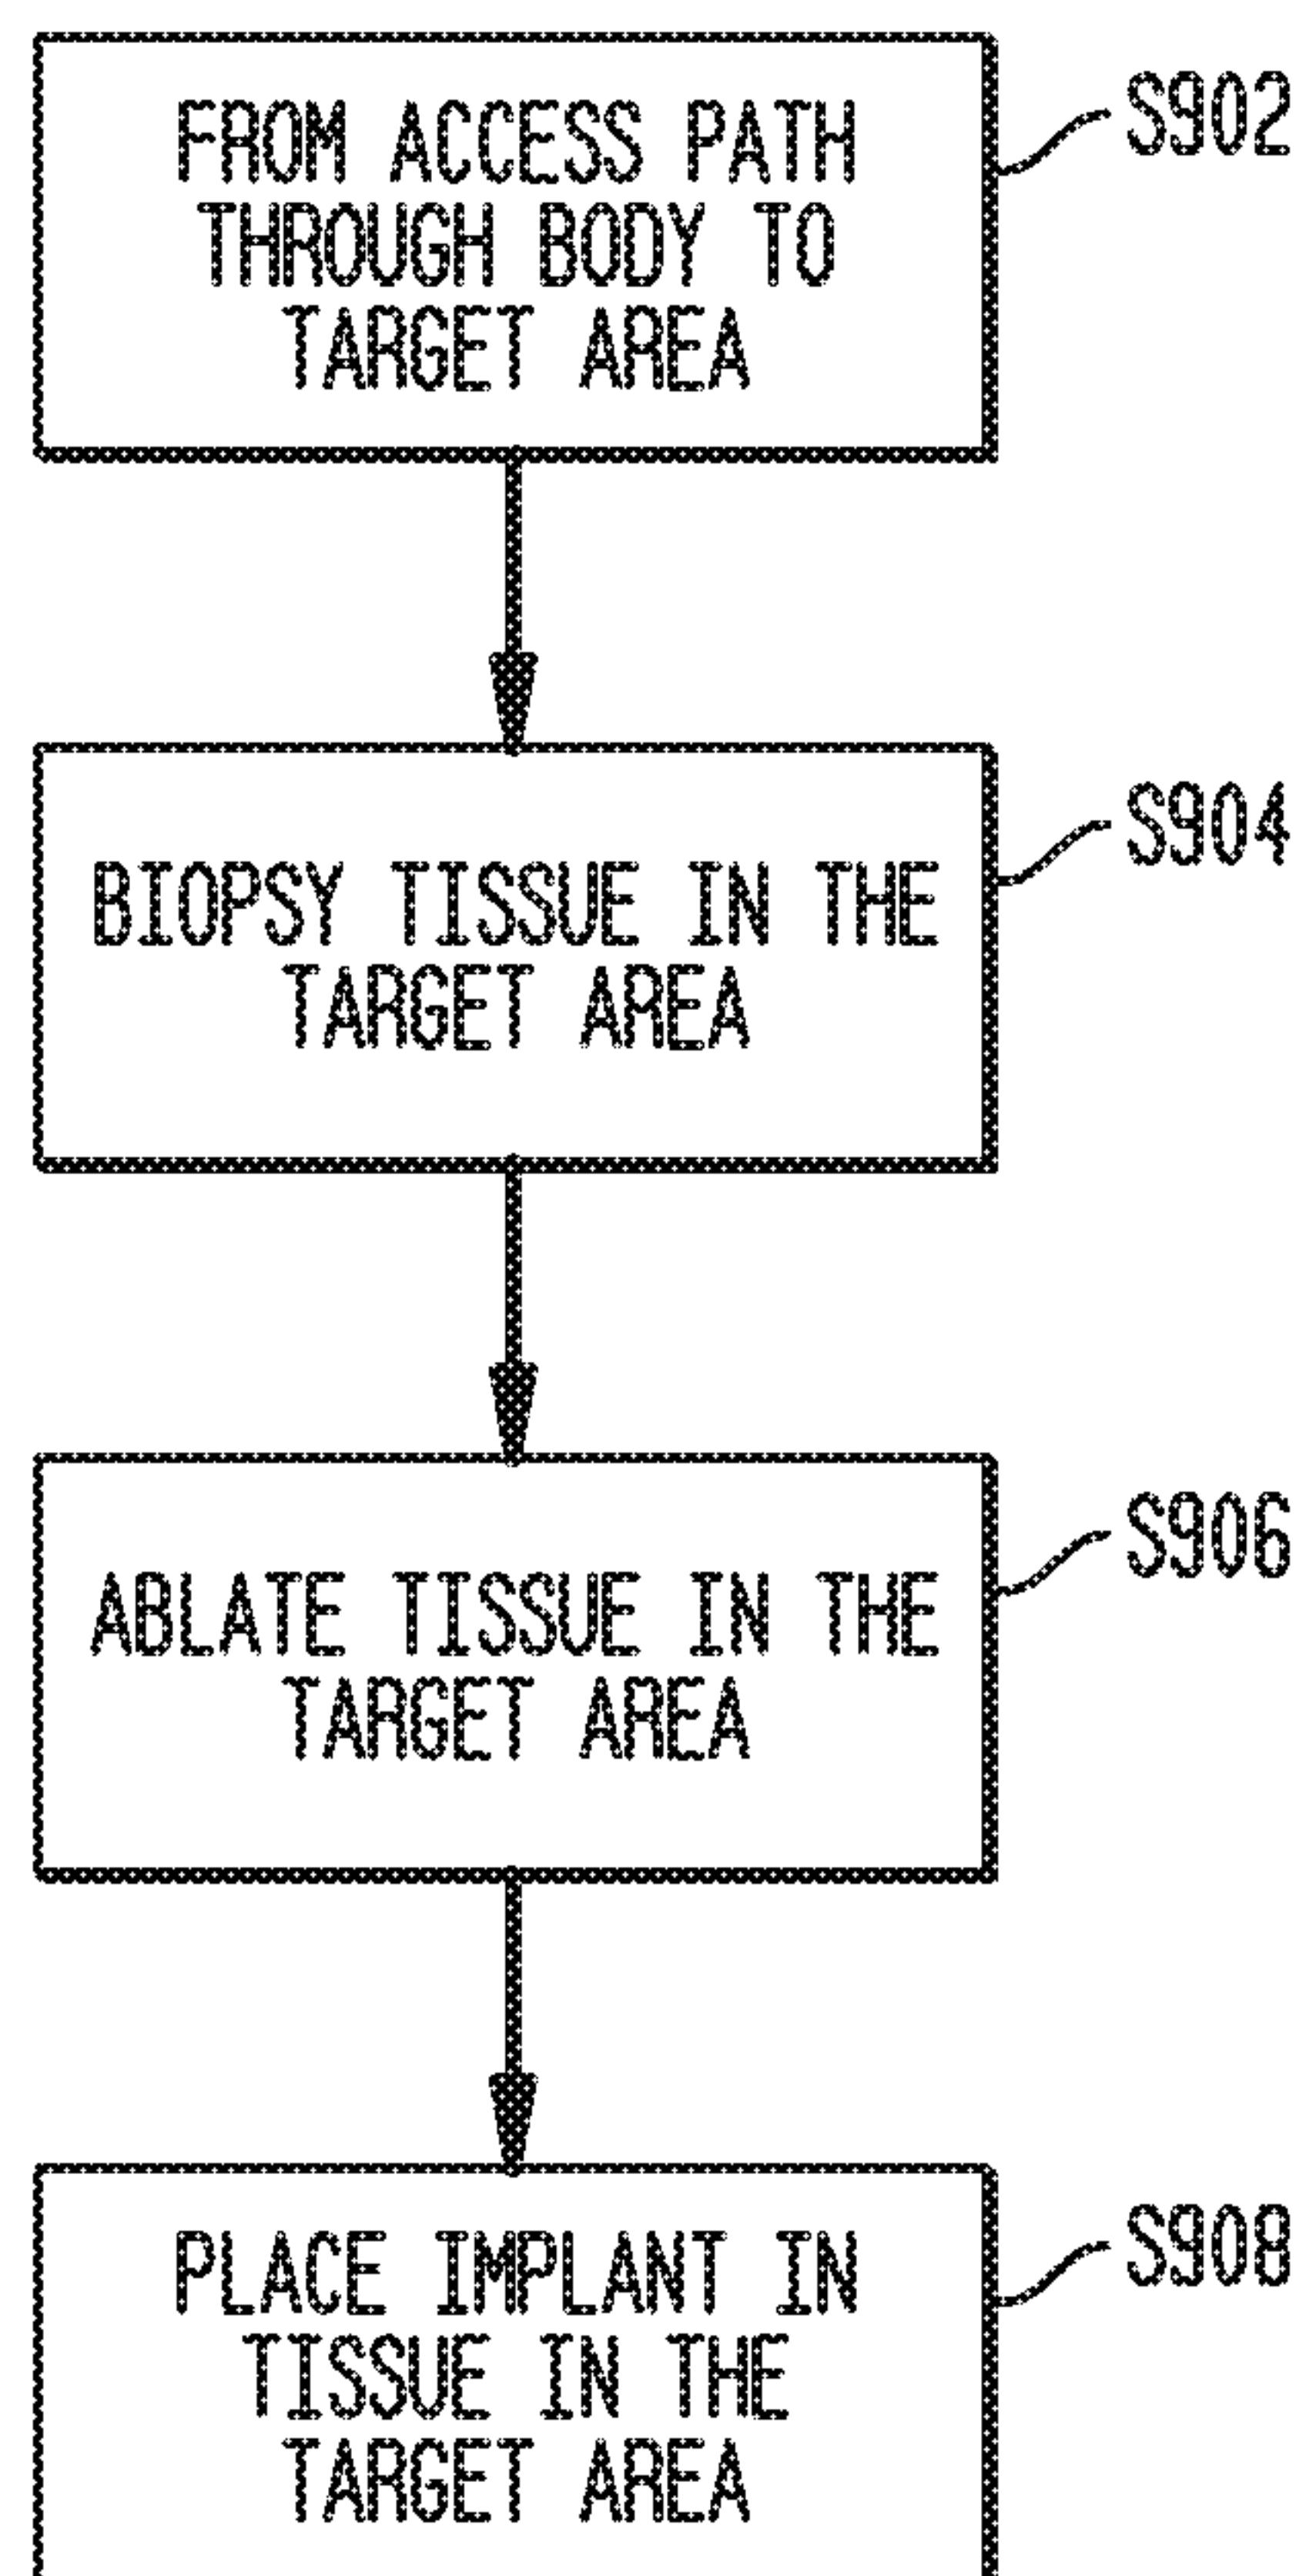 FROM ACCESS PATH
THROUGH BODY TO
TARGET AREA
S902
BIOPSY TISSUE IN THE
TARGET AREA
S904
ABLATE TISSUE IN THE
TARGET AREA
S906
PLACE IMPLANT IN
TISSUE IN THE
TARGET AREA
S908